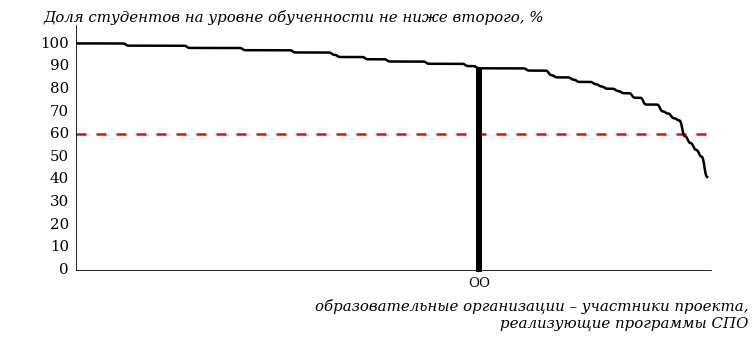 Доля студентов на уровне обученности не ниже второго, %
100
90
80
70
60
50
40
30
20
10
0
ОО
образовательные организации – участники проекта,
реализующие программы СПО